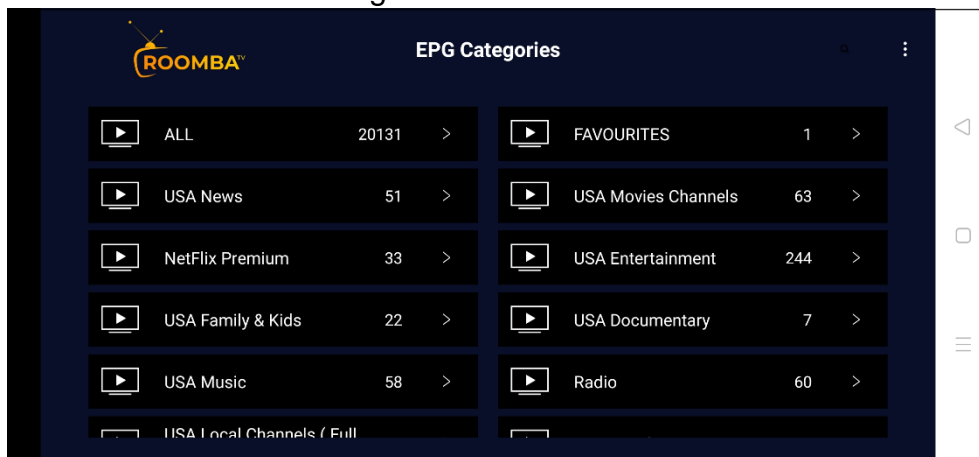 ROOMBA TV
EPG Categories
ALL 20131 >
FAVOURITES 1 >
USA News 51 >
USA Movies Channels 63 >
NetFlix Premium 33 >
USA Entertainment 244 >
USA Family & Kids 22 >
USA Documentary 7 >
USA Music 58 >
Radio 60 >
USA Local Channels ( Full